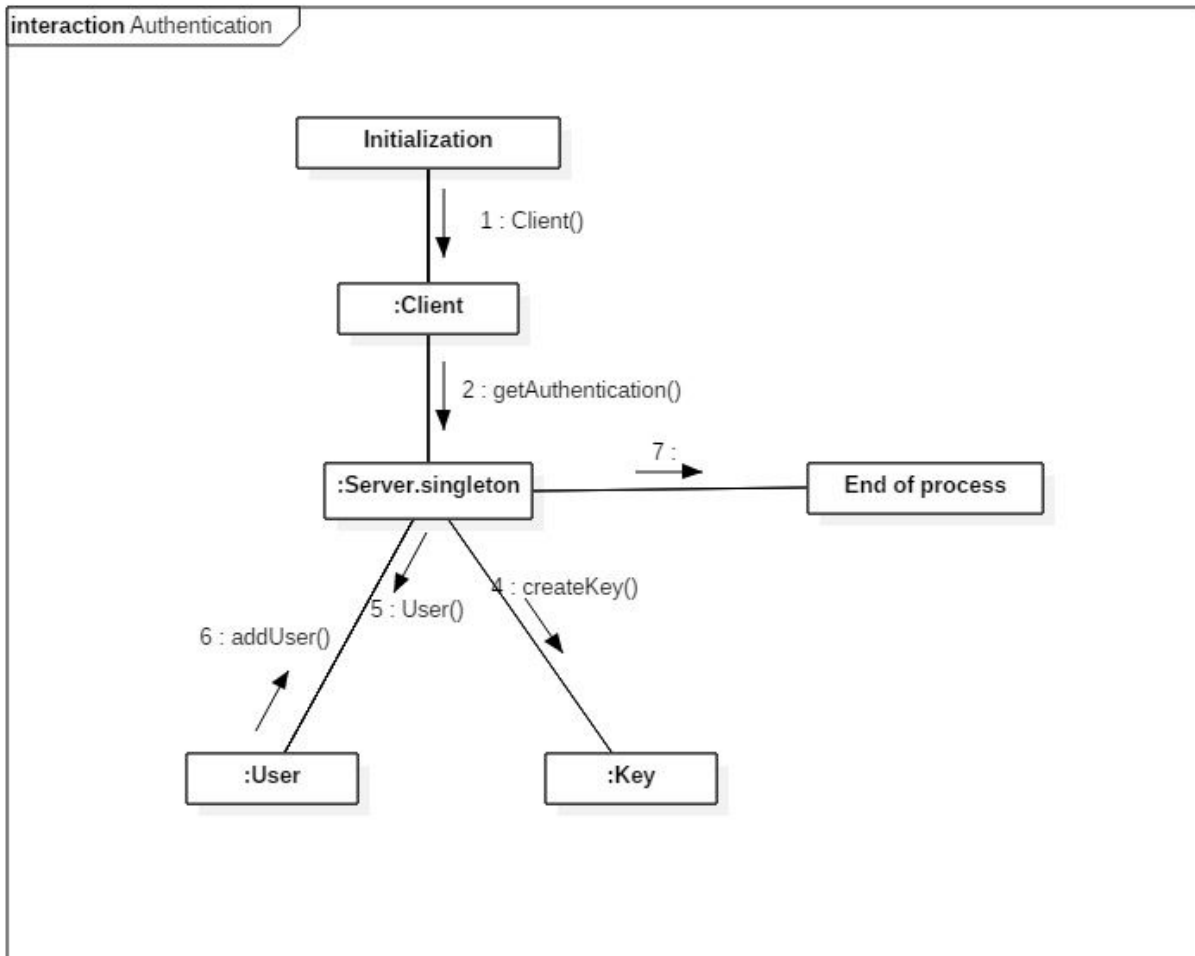 interaction Authentication
Initialization
1 : Client()
:Client
2 : getAuthentication()
7 :
:Server.singleton
End of process
4 : createKey()
5 : User()
6 : addUser()
:User
:Key